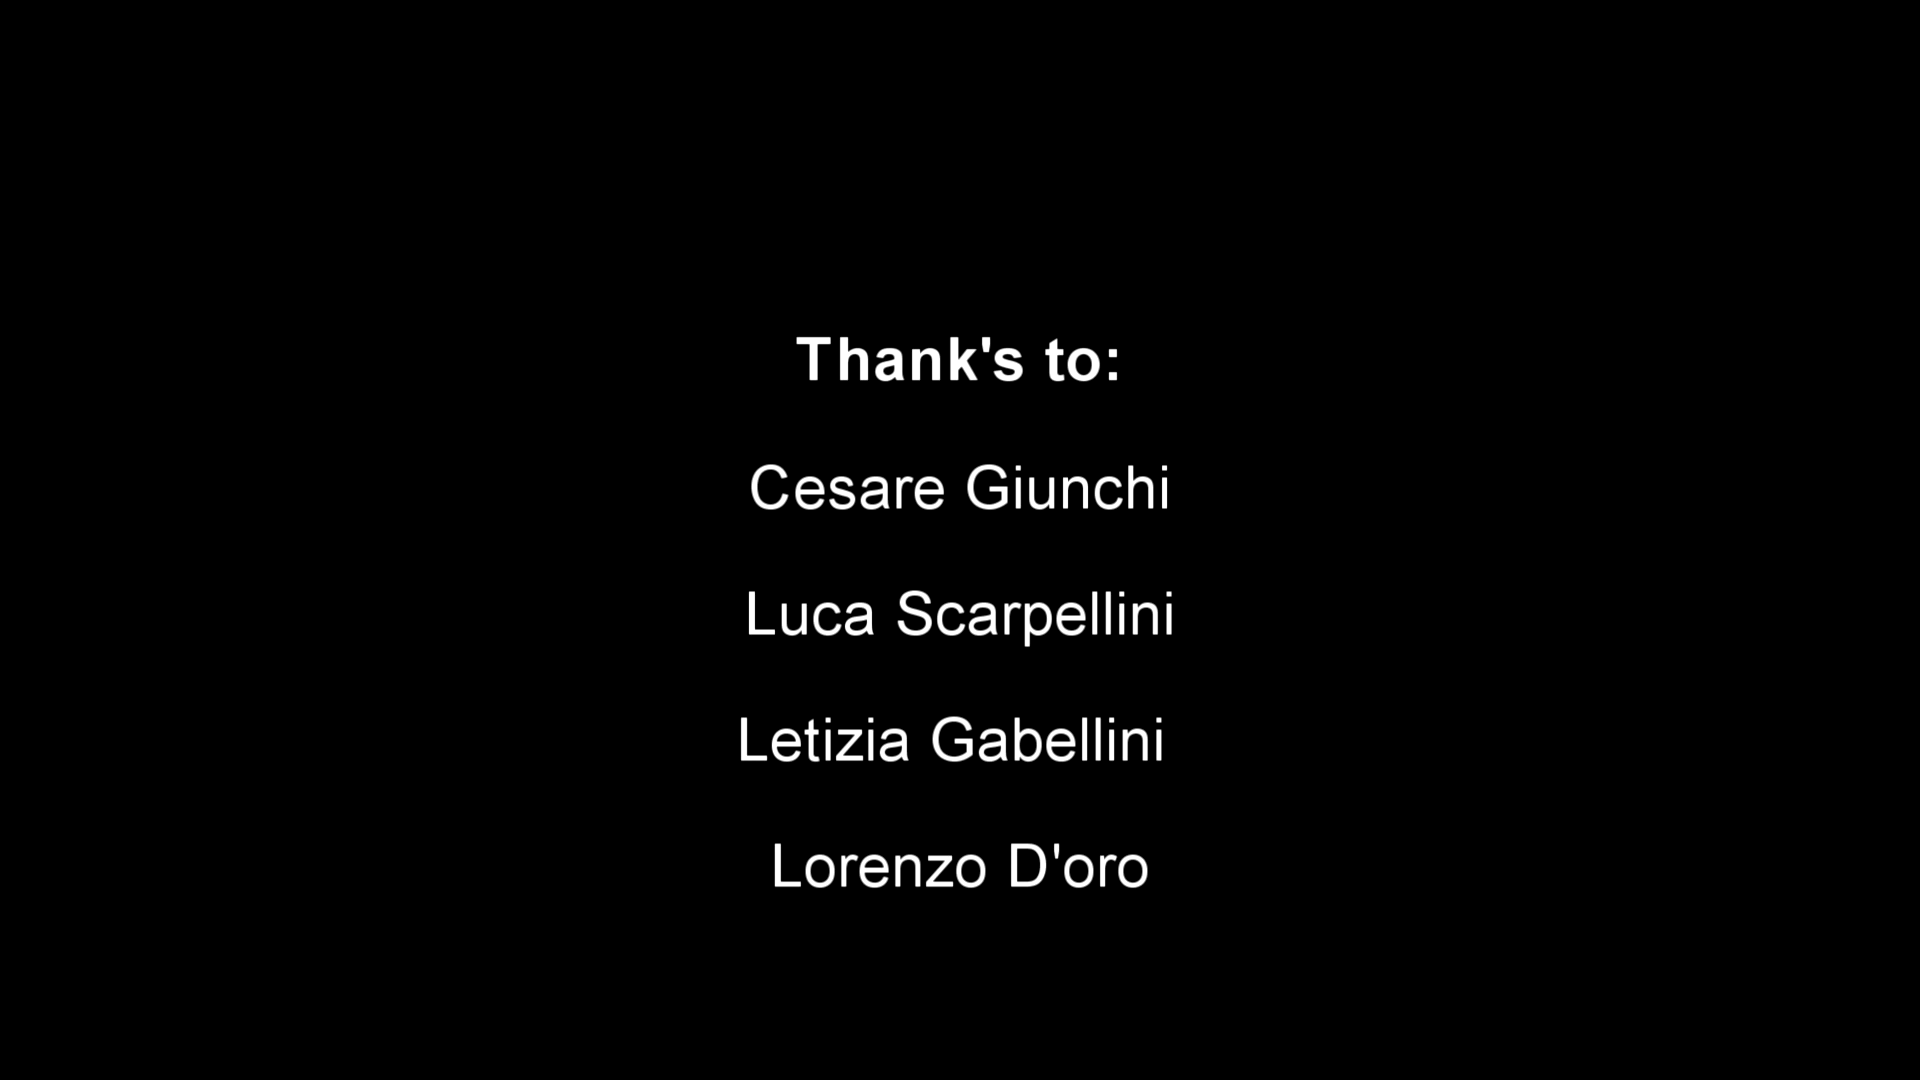 Thank's to:
Cesare Giunchi
Luca Scarpellini
Letizia Gabellini
Lorenzo D'oro